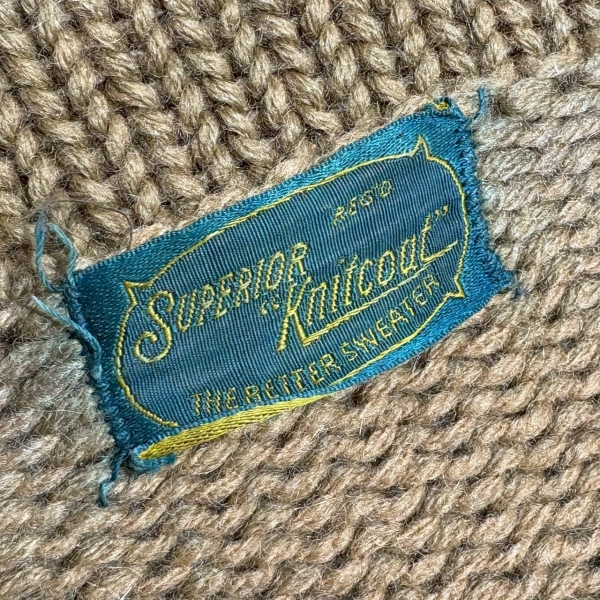 REG'D
SUPERIOR
"Knitcoat"
THE BETTER SWEATER